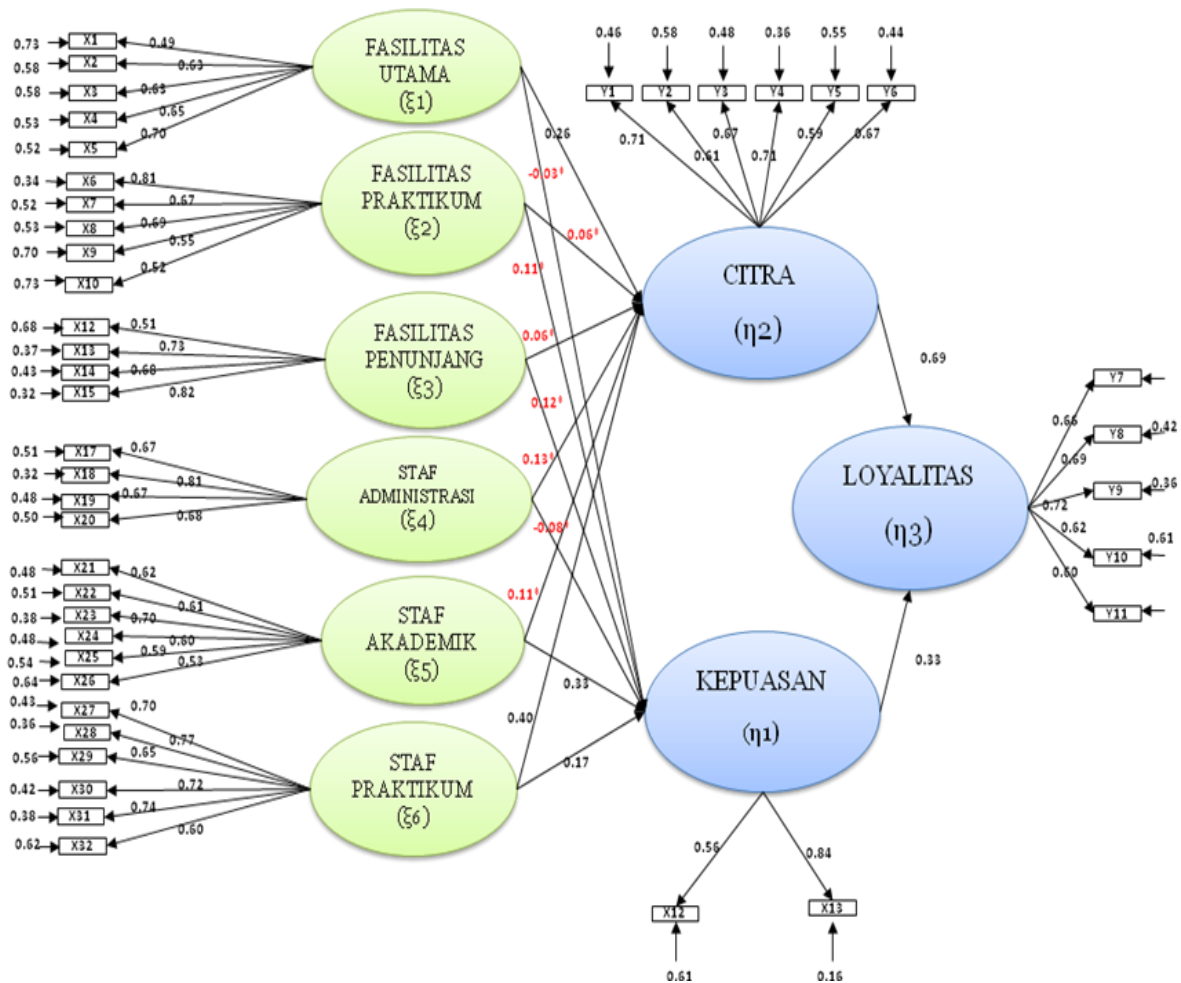 0.73 X1 0.49
0.58 X2 0.63
0.58 X3 0.63
0.53 X4 0.65
0.52 X5 0.70
FASILITAS
UTAMA
(ξ1)
0.34 X6 0.81
0.52 X7 0.67
0.53 X8 0.69
0.70 X9 0.55
0.73 X10 0.52
FASILITAS
PRAKTIKUM
(ξ2)
0.68 X12 0.51
0.37 X13 0.73
0.43 X14 0.68
0.32 X15 0.82
FASILITAS
PENUNJANG
(ξ3)
0.51 X17 0.67
0.32 X18 0.81
0.48 X19 0.67
0.50 X20 0.68
STAF
ADMINISTRASI
(ξ4)
0.48 X21 0.62
0.51 X22 0.61
0.38 X23 0.70
0.48 X24 0.60
0.54 X25 0.59
0.64 X26 0.53
STAF
AKADEMIK
(ξ5)
0.43 X27 0.70
0.36 X28 0.77
0.56 X29 0.65
0.42 X30 0.72
0.38 X31 0.74
0.62 X32 0.60
STAF
PRAKTIKUM
(ξ6)
0.26
-0.03*
0.06*
0.11*
0.06*
0.12*
0.13*
-0.08*
0.11*
0.33
0.40
0.17
0.46 0.58 0.48 0.36 0.55 0.44
Y1 Y2 Y3 Y4 Y5 Y6
0.71 0.61 0.67 0.71 0.59 0.67
CITRA
(η2)
0.69
LOYALITAS
(η3)
0.66 Y7
0.69 Y8 0.42
0.72 Y9 0.36
0.62 Y10 0.61
0.60 Y11
0.33
KEPUASAN
(η1)
0.56 0.84
X12 X13
0.61 0.16